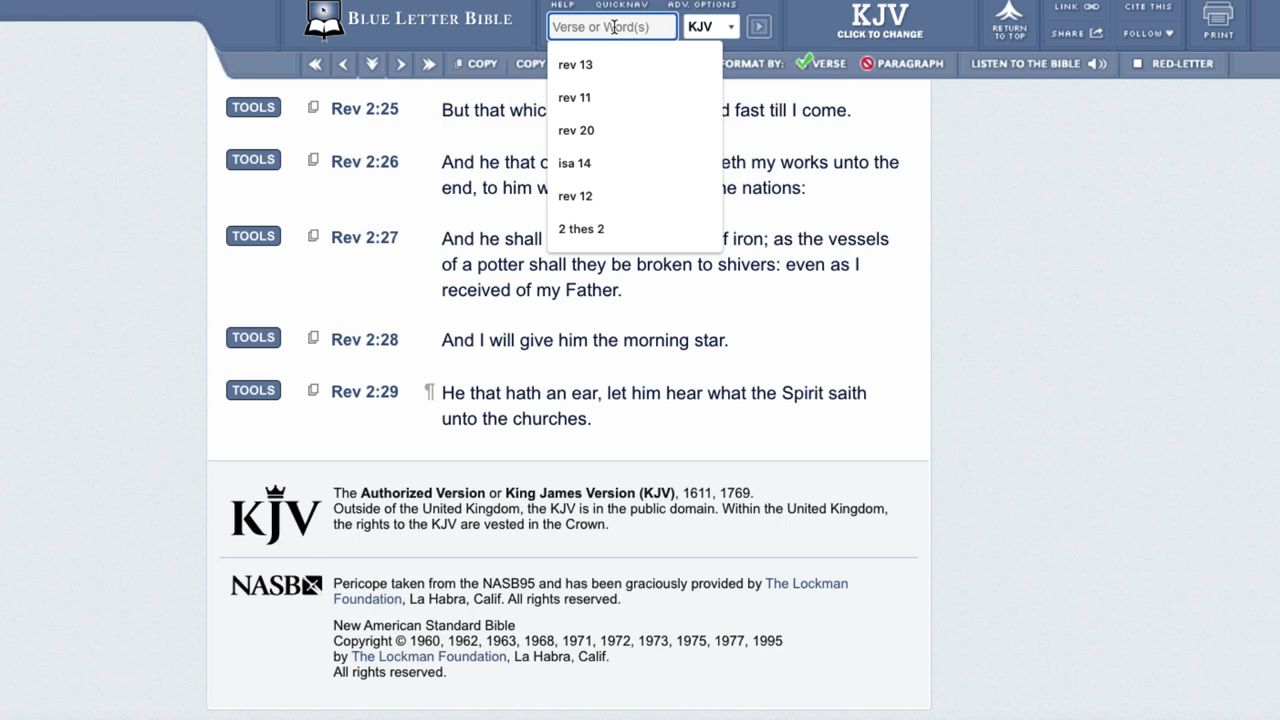 HELP QUICKNAV ADV. OPTIONS
BLUE LETTER BIBLE
Verse or Word(s)
KJV
KJV
CLICK TO CHANGE
RETURN
TO TOP
LINK
CITE THIS
SHARE
FOLLOW
PRINT
COPY
COPY
FORMAT BY:
VERSE
PARAGRAPH
LISTEN TO THE BIBLE
RED-LETTER
rev 13
rev 11
rev 20
isa 14
rev 12
2 thes 2
TOOLS Rev 2:25 But that d fast till I come.
TOOLS Rev 2:26 And he that eth my works unto the
end, to him e nations:
TOOLS Rev 2:27 And he shall f iron; as the vessels
of a potter shall they be broken to shivers: even as I
received of my Father.
TOOLS Rev 2:28 And I will give him the morning star.
TOOLS Rev 2:29 ¶ He that hath an ear, let him hear what the Spirit saith
unto the churches.
KJV
The Authorized Version or King James Version (KJV), 1611, 1769.
Outside of the United Kingdom, the KJV is in the public domain. Within the United Kingdom,
the rights to the KJV are vested in the Crown.
NASB
Pericope taken from the NASB95 and has been graciously provided by The Lockman
Foundation, La Habra, Calif. All rights reserved.
New American Standard Bible
Copyright © 1960, 1962, 1963, 1968, 1971, 1972, 1973, 1975, 1977, 1995
by The Lockman Foundation, La Habra, Calif.
All rights reserved.